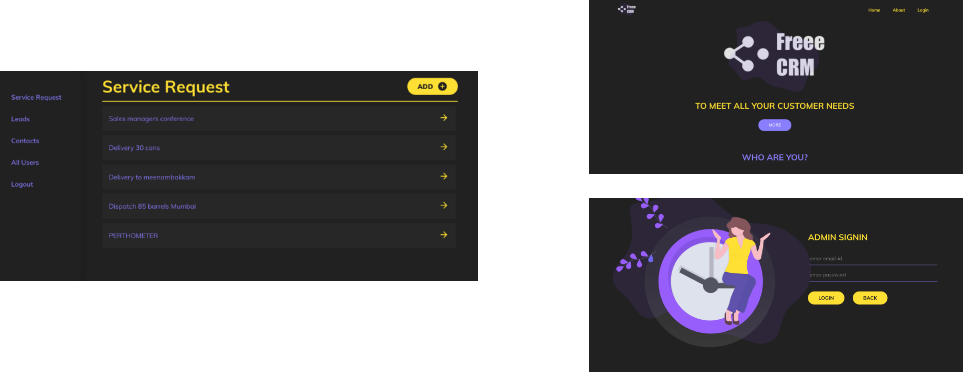 Service Request
ADD
Service Request
Leads
Contacts
All Users
Logout
Sales managers conference
Delivery 30 cans
Delivery to meenambakkam
Dispatch 85 barrels Mumbai
PERTHOMETER
Freee
CRM
Home About Login
Freee
CRM
TO MEET ALL YOUR CUSTOMER NEEDS
MORE
WHO ARE YOU?
ADMIN SIGNIN
enter email id
enter password
LOGIN BACK